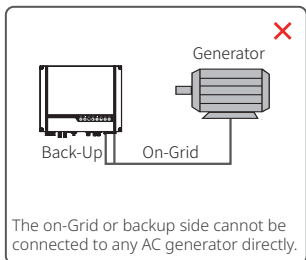 Generator
Back-Up On-Grid
The on-Grid or backup side cannot be
connected to any AC generator directly.